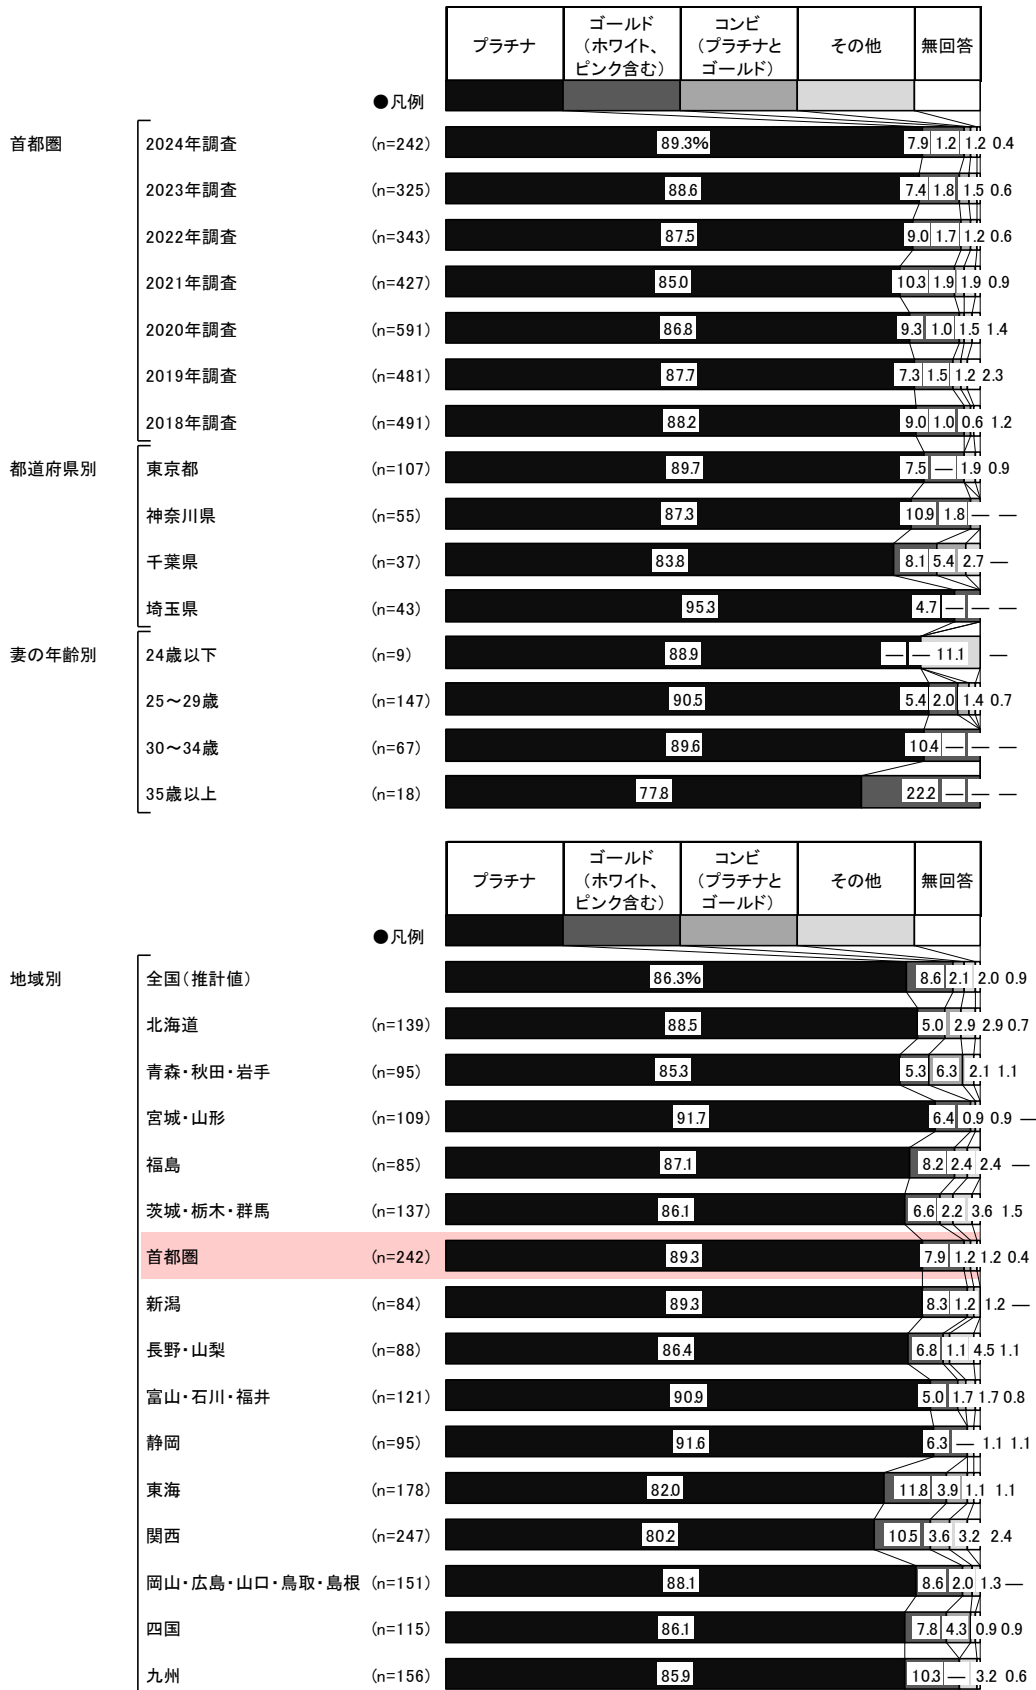 プラチナ
ゴールド
(ホワイト、
ピンク含む)
コンビ
(プラチナと
ゴールド)
その他
無回答
●凡例
首都圏
2024年調査 (n=242) 89.3% 7.9 1.2 1.2 0.4
2023年調査 (n=325) 88.6 7.4 1.8 1.5 0.6
2022年調査 (n=343) 87.5 9.0 1.7 1.2 0.6
2021年調査 (n=427) 85.0 10.3 1.9 1.9 0.9
2020年調査 (n=591) 86.8 9.3 1.0 1.5 1.4
2019年調査 (n=481) 87.7 7.3 1.5 1.2 2.3
2018年調査 (n=491) 88.2 9.0 1.0 0.6 1.2
都道府県別
東京都 (n=107) 89.7 7.5 — 1.9 0.9
神奈川県 (n=55) 87.3 10.9 1.8 — —
千葉県 (n=37) 83.8 8.1 5.4 2.7 —
埼玉県 (n=43) 95.3 4.7 — — —
妻の年齢別
24歳以下 (n=9) 88.9 — — 11.1 —
25～29歳 (n=147) 90.5 5.4 2.0 1.4 0.7
30～34歳 (n=67) 89.6 10.4 — — —
35歳以上 (n=18) 77.8 22.2 — — —
プラチナ
ゴールド
(ホワイト、
ピンク含む)
コンビ
(プラチナと
ゴールド)
その他
無回答
●凡例
地域別
全国(推計値) 86.3% 8.6 2.1 2.0 0.9
北海道 (n=139) 88.5 5.0 2.9 2.9 0.7
青森・秋田・岩手 (n=95) 85.3 5.3 6.3 2.1 1.1
宮城・山形 (n=109) 91.7 6.4 0.9 0.9 —
福島 (n=85) 87.1 8.2 2.4 2.4 —
茨城・栃木・群馬 (n=137) 86.1 6.6 2.2 3.6 1.5
首都圏 (n=242) 89.3 7.9 1.2 1.2 0.4
新潟 (n=84) 89.3 8.3 1.2 1.2 —
長野・山梨 (n=88) 86.4 6.8 1.1 4.5 1.1
富山・石川・福井 (n=121) 90.9 5.0 1.7 1.7 0.8
静岡 (n=95) 91.6 6.3 — 1.1 1.1
東海 (n=178) 82.0 11.8 3.9 1.1 1.1
関西 (n=247) 80.2 10.5 3.6 3.2 2.4
岡山・広島・山口・鳥取・島根 (n=151) 88.1 8.6 2.0 1.3 —
四国 (n=115) 86.1 7.8 4.3 0.9 0.9
九州 (n=156) 85.9 10.3 — 3.2 0.6